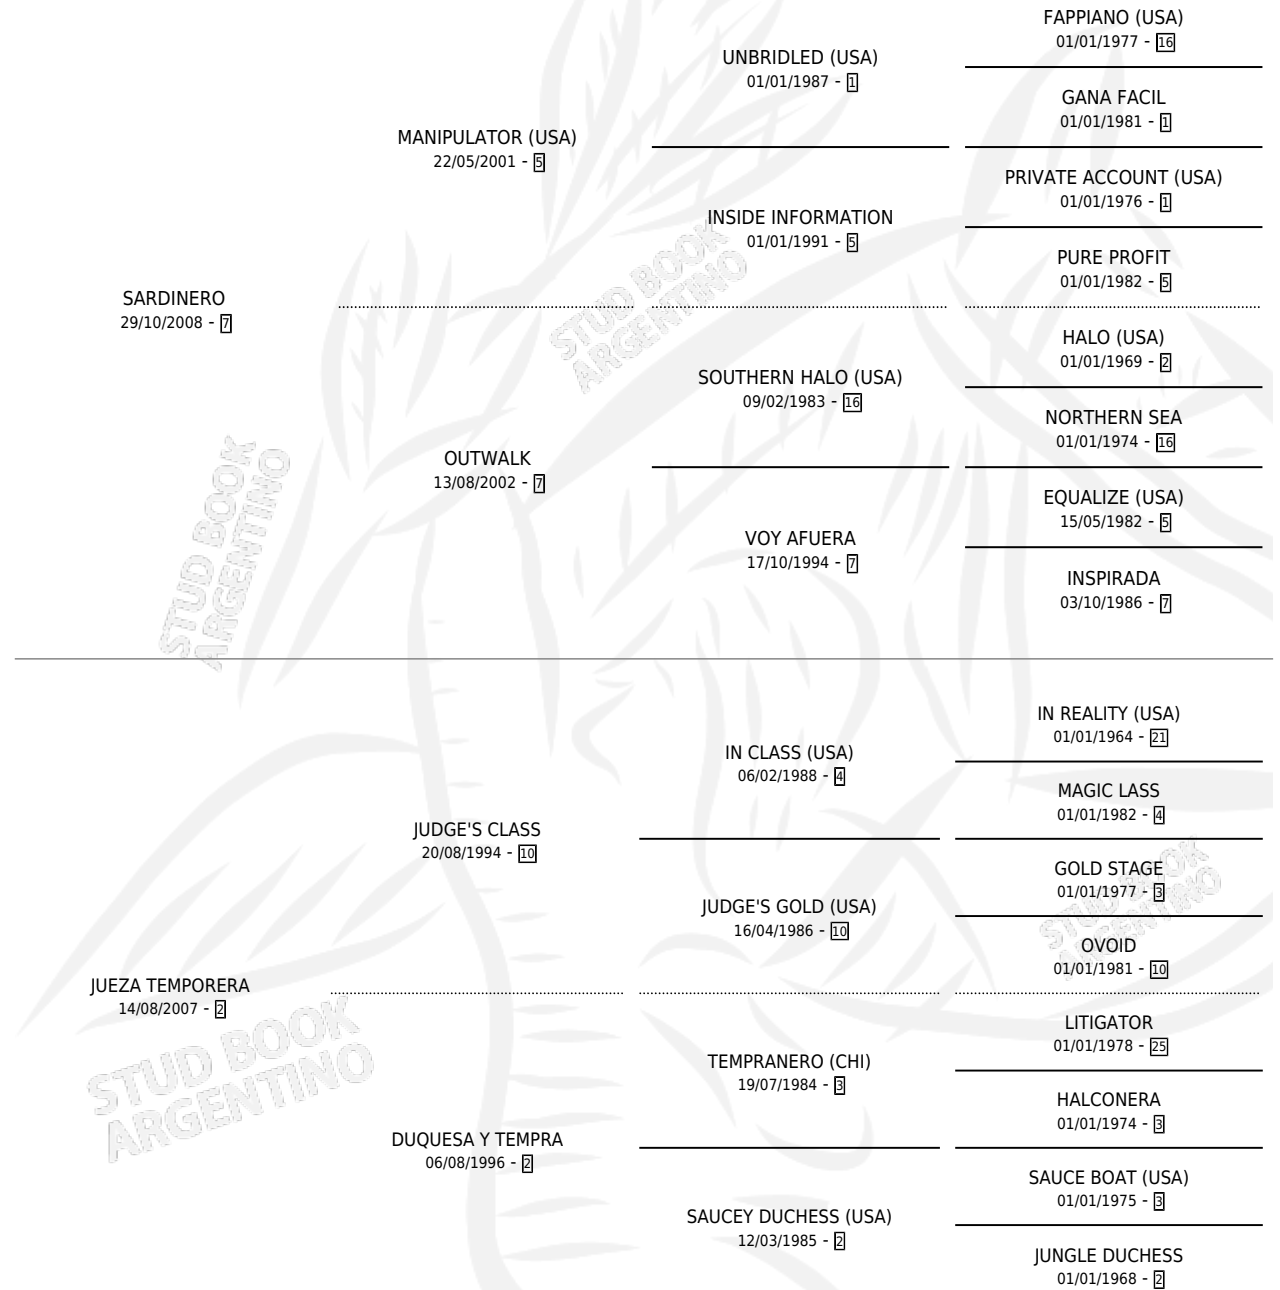 FAPPIANO (USA)
01/01/1977 - 16
UNBRIDLED (USA)
01/01/1987 - 1
GANA FACIL
01/01/1981 - 1
MANIPULATOR (USA)
22/05/2001 - 5
PRIVATE ACCOUNT (USA)
01/01/1976 - 1
INSIDE INFORMATION
01/01/1991 - 5
PURE PROFIT
01/01/1982 - 5
SARDINERO
29/10/2008 - 7
STUD BOOK
ARGENTINO
HALO (USA)
01/01/1969 - 2
SOUTHERN HALO (USA)
09/02/1983 - 16
NORTHERN SEA
01/01/1974 - 16
OUTWALK
13/08/2002 - 7
EQUALIZE (USA)
15/05/1982 - 5
VOY AFUERA
17/10/1994 - 7
INSPIRADA
03/10/1986 - 7
STUD BOOK
ARGENTINO
IN REALITY (USA)
01/01/1964 - 21
IN CLASS (USA)
06/02/1988 - 4
MAGIC LASS
01/01/1982 - 4
JUDGE'S CLASS
20/08/1994 - 10
GOLD STAGE
01/01/1977 - 3
JUDGE'S GOLD (USA)
16/04/1986 - 10
OVOID
01/01/1981 - 10
STUD BOOK
ARGENTINO
JUEZA TEMPORERA
14/08/2007 - 2
LITIGATOR
01/01/1978 - 25
TEMPRANERO (CHI)
19/07/1984 - 3
HALCONERA
01/01/1974 - 3
STUD BOOK
ARGENTINO
DUQUESA Y TEMPRA
06/08/1996 - 2
SAUCE BOAT (USA)
01/01/1975 - 3
SAUCEY DUCHESS (USA)
12/03/1985 - 2
JUNGLE DUCHESS
01/01/1968 - 2